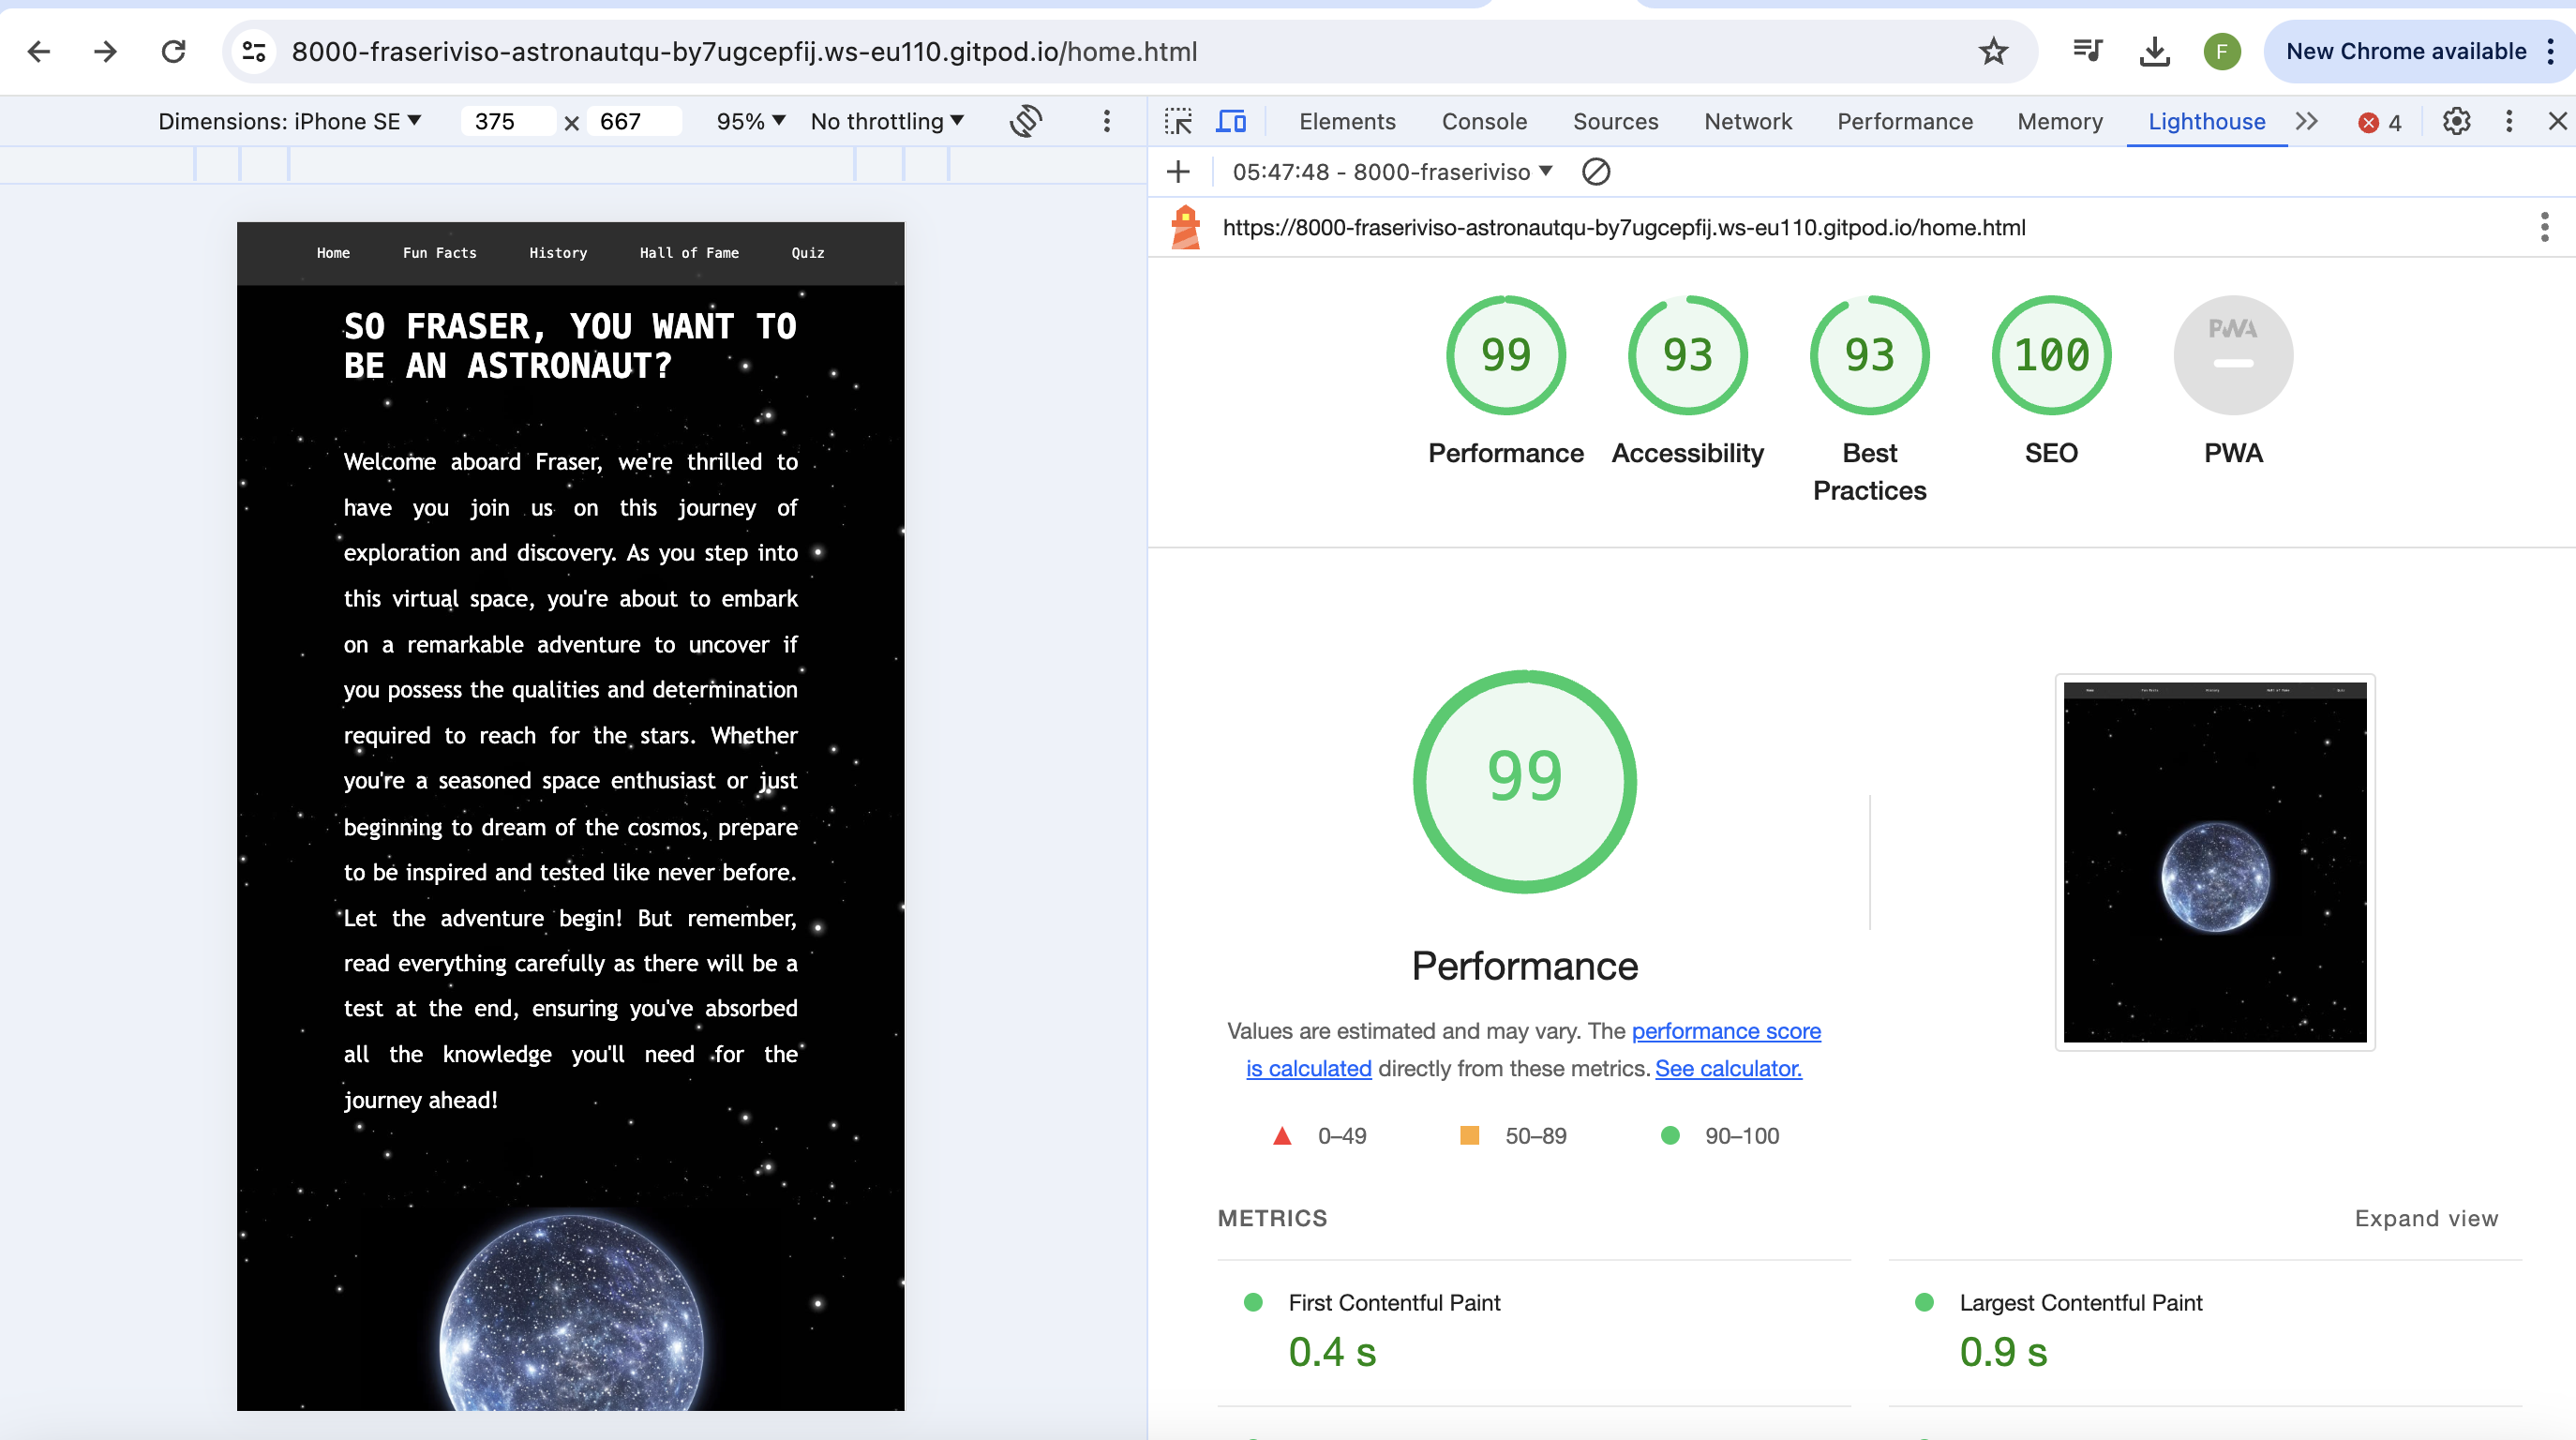 8000-fraseriviso-astronautqu-by7ugcepfij.ws-eu110.gitpod.io/home.html
F
New Chrome available
Dimensions: iPhone SE
375 × 667
95%
No throttling
Elements
Console
Sources
Network
Performance
Memory
Lighthouse
4
05:47:48 - 8000-fraseriviso
https://8000-fraseriviso-astronautqu-by7ugcepfij.ws-eu110.gitpod.io/home.html
Home
Fun Facts
History
Hall of Fame
Quiz
SO FRASER, YOU WANT TO
BE AN ASTRONAUT?
Welcome aboard Fraser, we're thrilled to
have you join us on this journey of
exploration and discovery. As you step into
this virtual space, you're about to embark
on a remarkable adventure to uncover if
you possess the qualities and determination
required to reach for the stars. Whether
you're a seasoned space enthusiast or just
beginning to dream of the cosmos, prepare
to be inspired and tested like never before.
Let the adventure begin! But remember,
read everything carefully as there will be a
test at the end, ensuring you've absorbed
all the knowledge you'll need for the
journey ahead!
99
Performance
93
Accessibility
93
Best
Practices
100
SEO
PWA
PWA
99
Performance
Values are estimated and may vary. The performance score
is calculated directly from these metrics. See calculator.
0–49
50–89
90–100
METRICS
Expand view
First Contentful Paint
0.4 s
Largest Contentful Paint
0.9 s